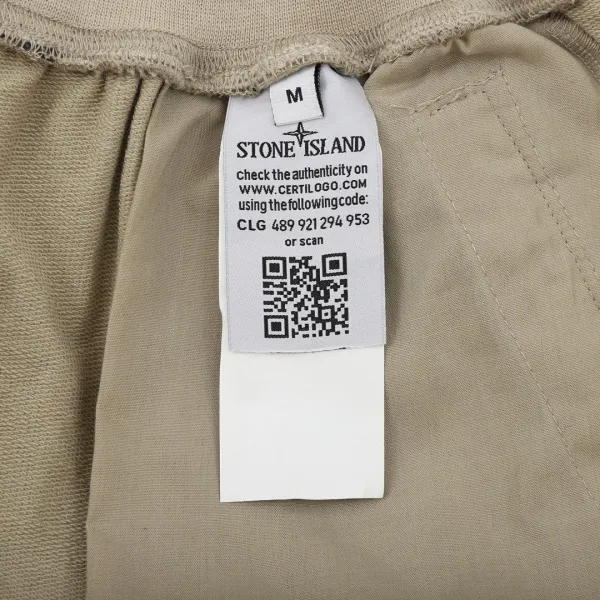 M
STONE ISLAND
Check the authenticity on
WWW.CERTILOGO.COM
using the following code:
CLG 489 921 294 953
or scan